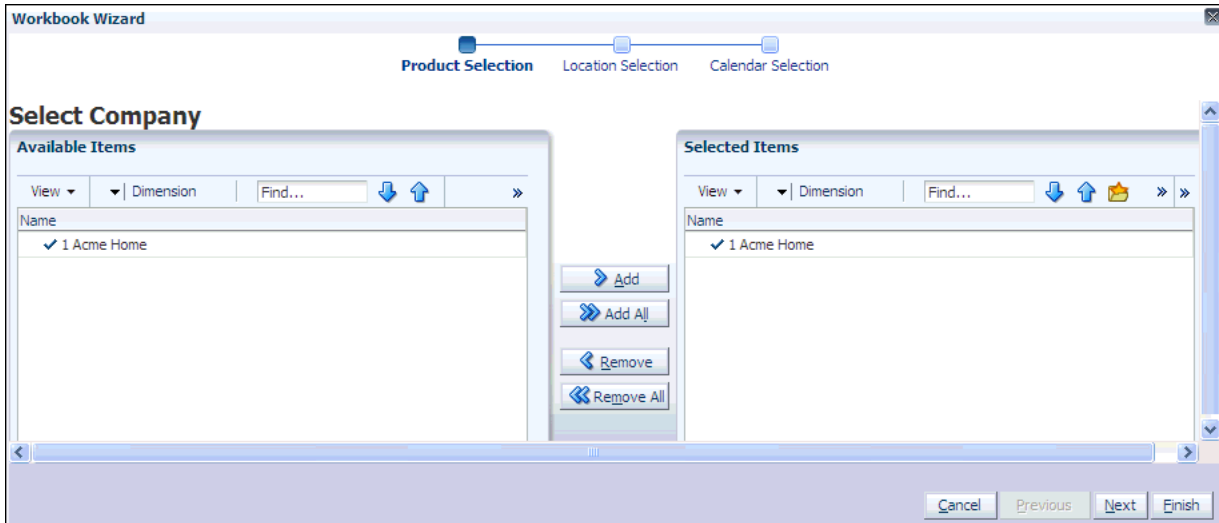 Workbook Wizard
Product Selection Location Selection Calendar Selection
Select Company
Available Items
View Dimension Find...
Name
1 Acme Home
Add
Add All
Remove
Remove All
Selected Items
View Dimension Find...
Name
1 Acme Home
Cancel Previous Next Finish